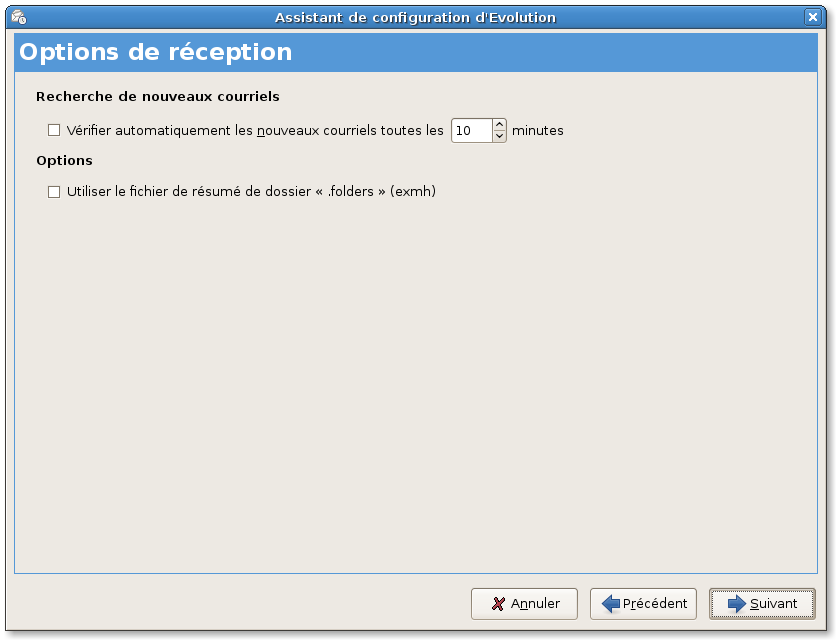 Assistant de configuration d'Evolution
Options de réception
Recherche de nouveaux courriels
Vérifier automatiquement les nouveaux courriels toutes les 10 minutes
Options
Utiliser le fichier de résumé de dossier « .folders » (exmh)
Annuler Précédent Suivant